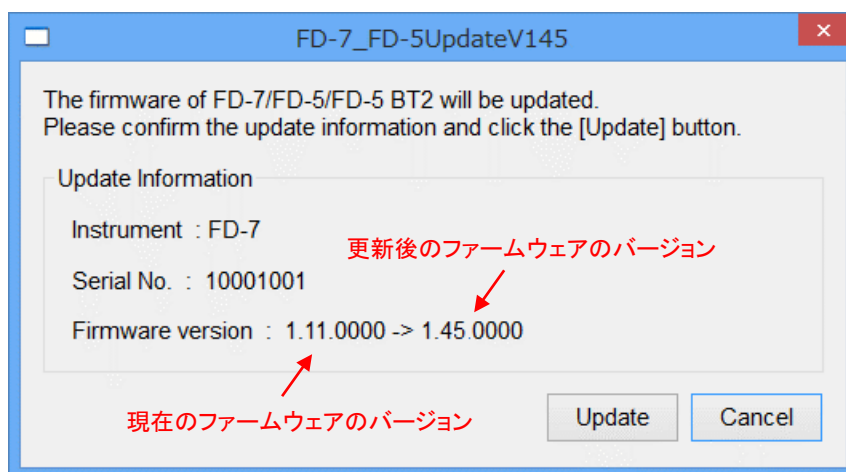 FD-7_FD-5UpdateV145
The firmware of FD-7/FD-5/FD-5 BT2 will be updated.
Please confirm the update information and click the [Update] button.
Update Information
Instrument : FD-7
更新後のファームウェアのバージョン
Serial No. : 10001001
Firmware version : 1.11.0000 -> 1.45.0000
現在のファームウェアのバージョン
Update
Cancel